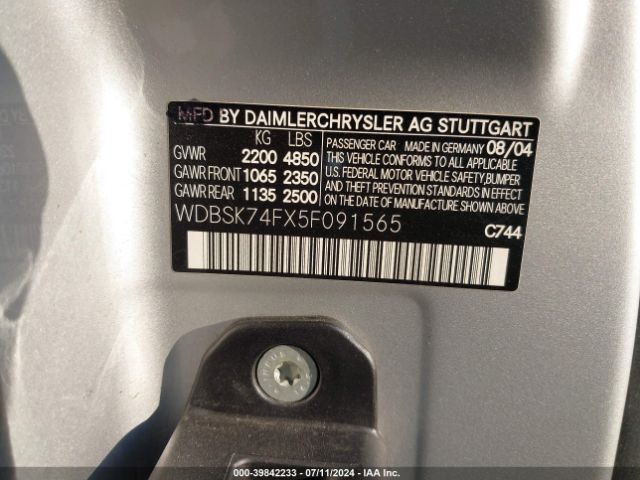 MFD BY DAIMLERCHRYSLER AG STUTTGART
KG LBS
GVWR 2200 4850
GAWR FRONT 1065 2350
GAWR REAR 1135 2500
PASSENGER CAR MADE IN GERMANY 08/04
THIS VEHICLE CONFORMS TO ALL APPLICABLE
U.S. FEDERAL MOTOR VEHICLE SAFETY,BUMPER
AND THEFT PREVENTION STANDARDS IN EFFECT
ON THE DATE OF MANUFACTURE SHOWN ABOVE
WDBSK74FX5F091565
C744
000-39842233 - 07/11/2024 - IAA Inc.